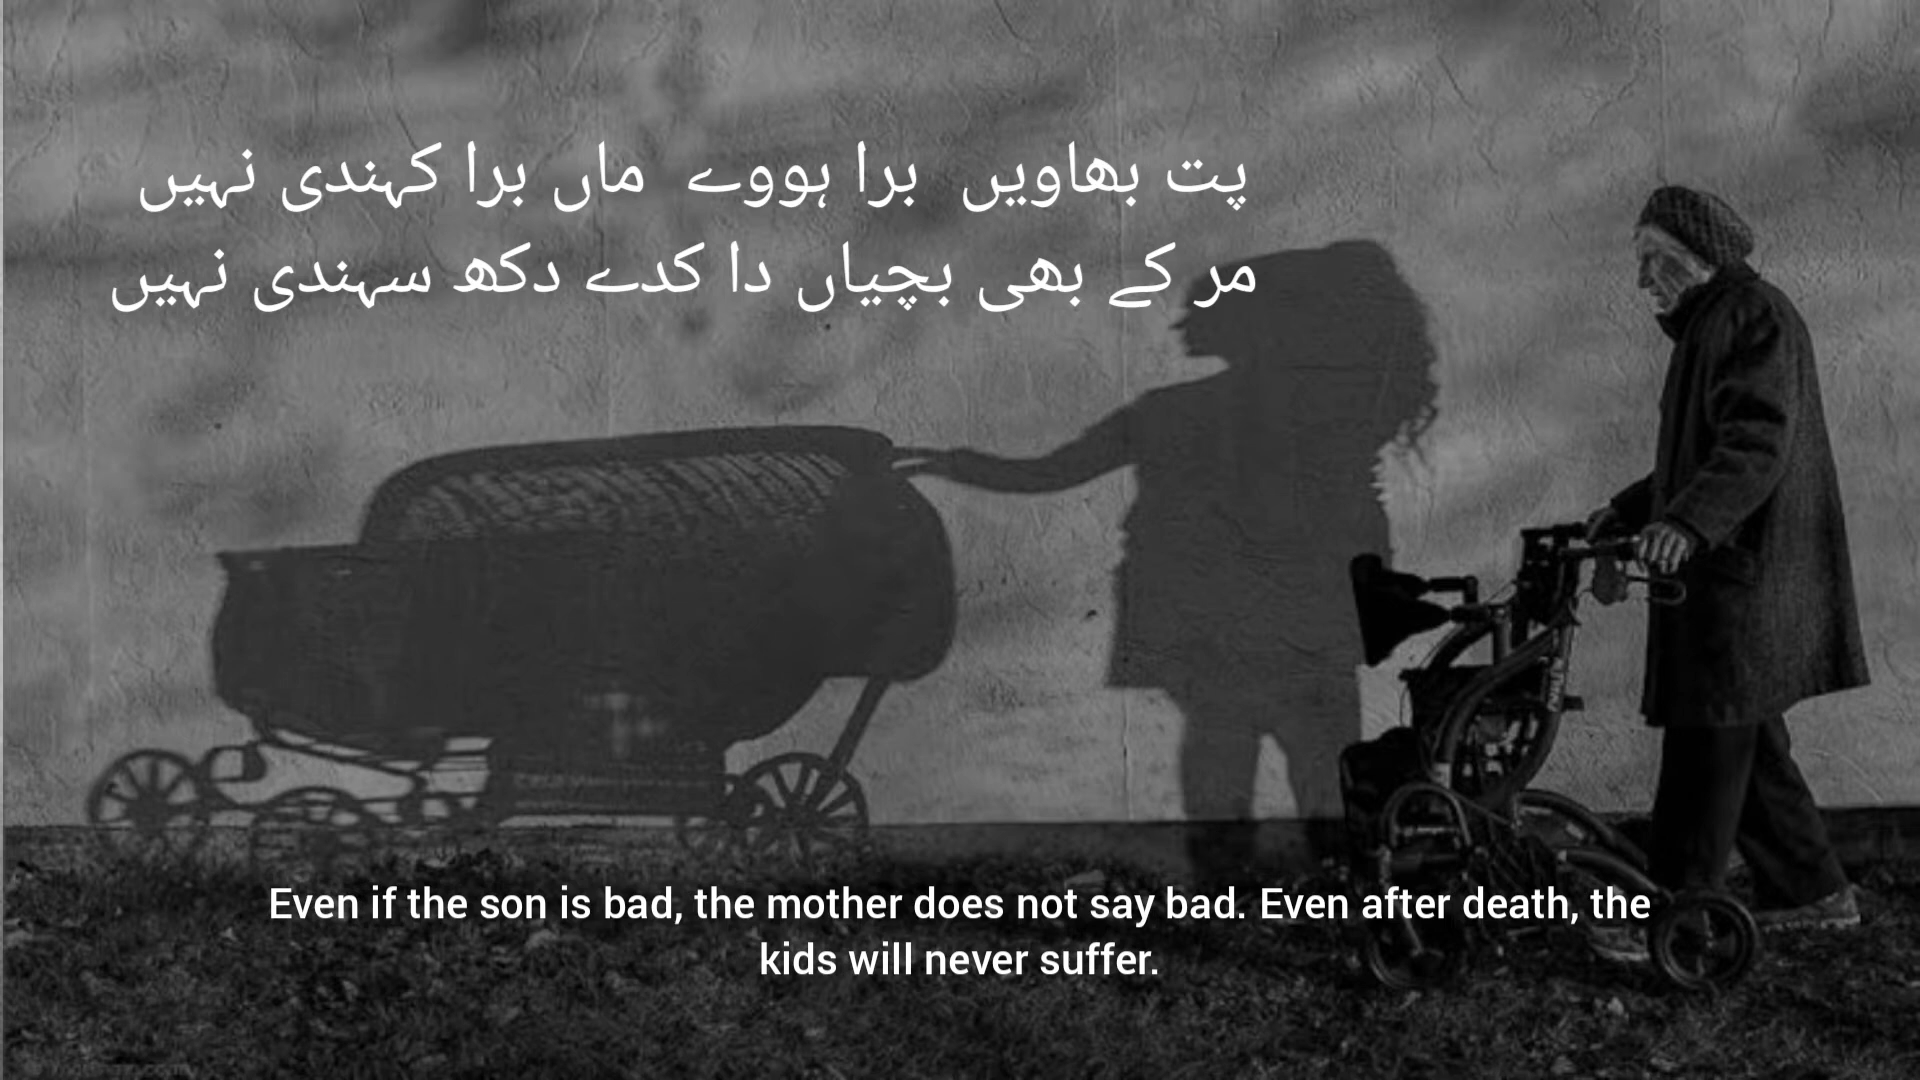 پت بھاویں برا ہووے ماں برا کہندی نہیں
مر کے بھی بچیاں دا کدے دکھ سہندی نہیں
Even if the son is bad, the mother does not say bad. Even after death, the
kids will never suffer.